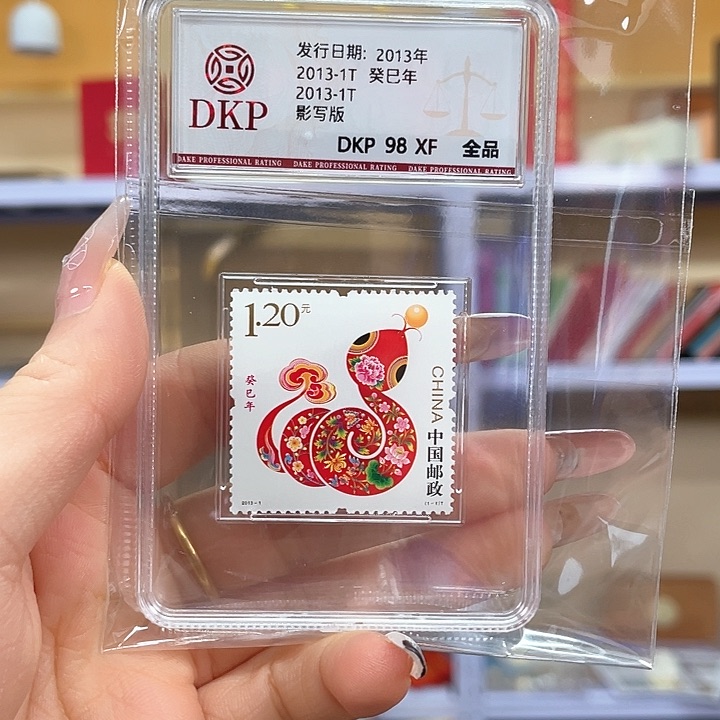 DKP
发行日期: 2013年
2013-1T 癸巳年
2013-1T
影写版
DKP 98 XF 全品
DAKE PROFESSIONAL RATING DAKE PROFESSIONAL RATING DAKE PROFESSIONAL RATING
1.20元
癸巳年
CHINA
中国邮政
2013-1
(1-1)T